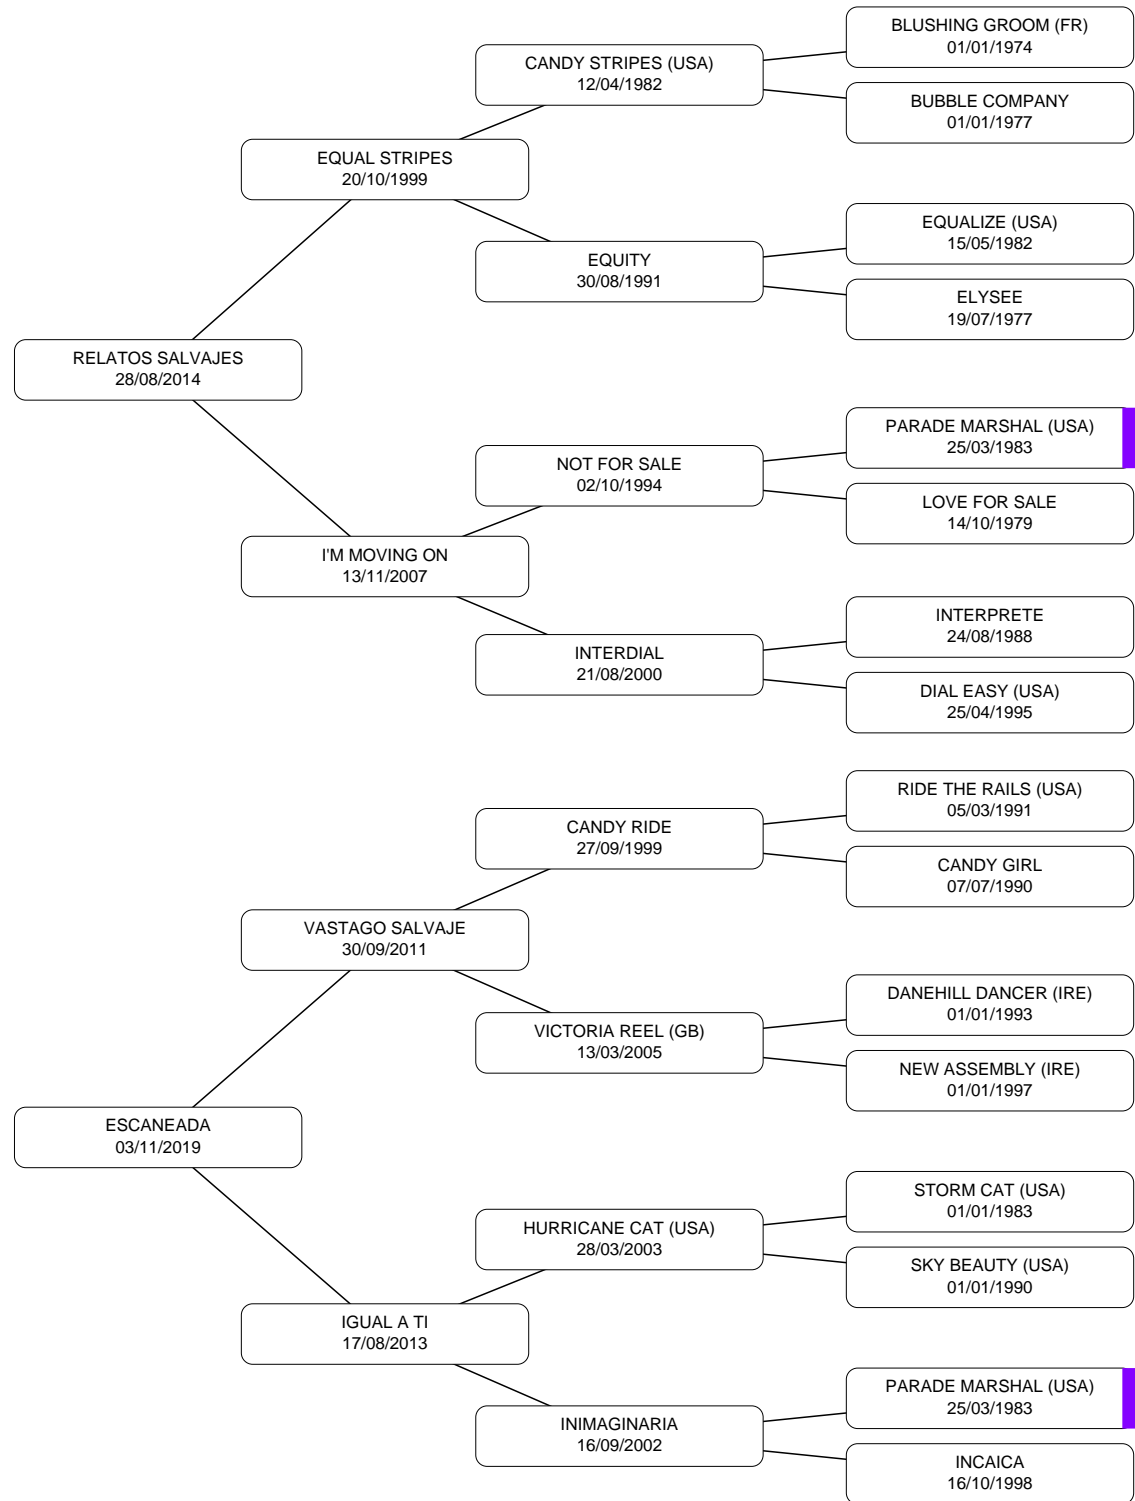 BLUSHING GROOM (FR)
01/01/1974
CANDY STRIPES (USA)
12/04/1982
BUBBLE COMPANY
01/01/1977
EQUAL STRIPES
20/10/1999
EQUALIZE (USA)
15/05/1982
EQUITY
30/08/1991
ELYSEE
19/07/1977
RELATOS SALVAJES
28/08/2014
PARADE MARSHAL (USA)
25/03/1983
NOT FOR SALE
02/10/1994
LOVE FOR SALE
14/10/1979
I'M MOVING ON
13/11/2007
INTERPRETE
24/08/1988
INTERDIAL
21/08/2000
DIAL EASY (USA)
25/04/1995
RIDE THE RAILS (USA)
05/03/1991
CANDY RIDE
27/09/1999
CANDY GIRL
07/07/1990
VASTAGO SALVAJE
30/09/2011
DANEHILL DANCER (IRE)
01/01/1993
VICTORIA REEL (GB)
13/03/2005
NEW ASSEMBLY (IRE)
01/01/1997
ESCANEADA
03/11/2019
STORM CAT (USA)
01/01/1983
HURRICANE CAT (USA)
28/03/2003
SKY BEAUTY (USA)
01/01/1990
IGUAL A TI
17/08/2013
PARADE MARSHAL (USA)
25/03/1983
INIMAGINARIA
16/09/2002
INCAICA
16/10/1998